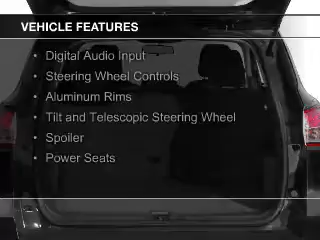 VEHICLE FEATURES
• Digital Audio Input
• Steering Wheel Controls
• Aluminum Rims
• Tilt and Telescopic Steering Wheel
• Spoiler
• Power Seats